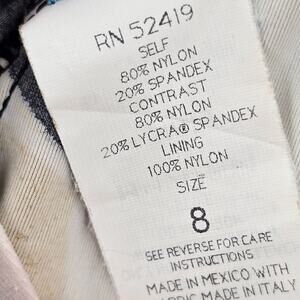 RN 52419
SELF
80% NYLON
20% SPANDEX
CONTRAST
80% NYLON
20% LYCRA® SPANDEX
LINING
100% NYLON
SIZE
8
SEE REVERSE FOR CARE
INSTRUCTIONS
MADE IN MEXICO WITH
FABRIC MADE IN ITALY